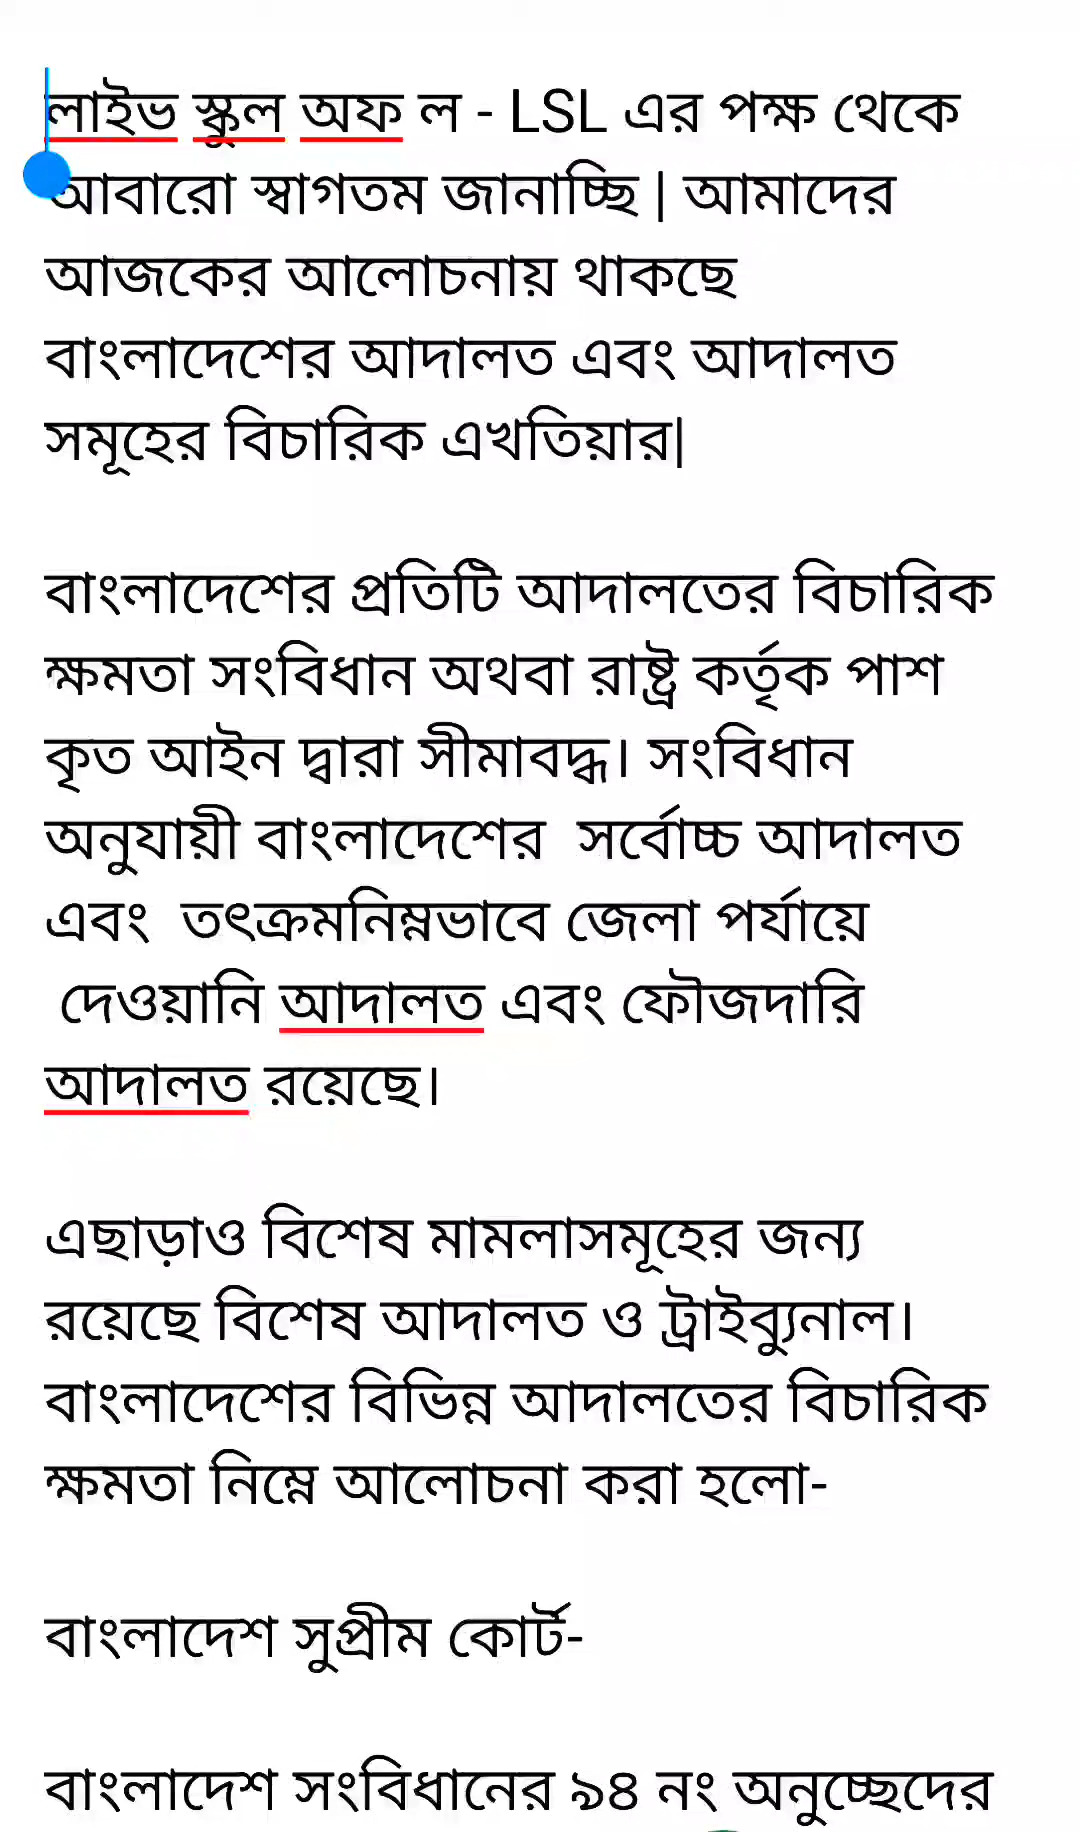 লাইভ স্কুল অফ ল - LSL এর পক্ষ থেকে
আবারো স্বাগতম জানাচ্ছি | আমাদের
আজকের আলোচনায় থাকছে
বাংলাদেশের আদালত এবং আদালত
সমূহের বিচারিক এখতিয়ার|
বাংলাদেশের প্রতিটি আদালতের বিচারিক
ক্ষমতা সংবিধান অথবা রাষ্ট্র কর্তৃক পাশ
কৃত আইন দ্বারা সীমাবদ্ধ। সংবিধান
অনুযায়ী বাংলাদেশের সর্বোচ্চ আদালত
এবং তৎক্রমনিম্নভাবে জেলা পর্যায়ে
দেওয়ানি আদালত এবং ফৌজদারি
আদালত রয়েছে।
এছাড়াও বিশেষ মামলাসমূহের জন্য
রয়েছে বিশেষ আদালত ও ট্রাইব্যুনাল।
বাংলাদেশের বিভিন্ন আদালতের বিচারিক
ক্ষমতা নিম্নে আলোচনা করা হলো-
বাংলাদেশ সুপ্রীম কোর্ট-
বাংলাদেশ সংবিধানের ৯৪ নং অনুচ্ছেদের